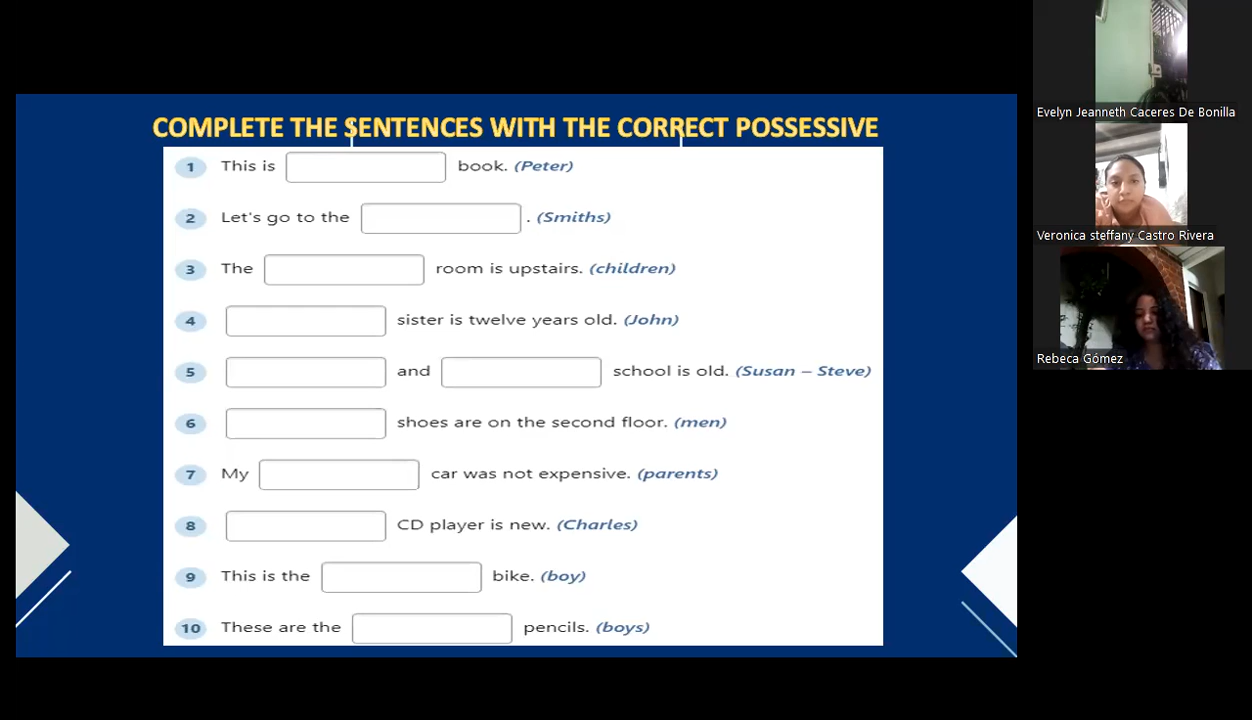 COMPLETE THE SENTENCES WITH THE CORRECT POSSESSIVE
1 This is book. (Peter)
2 Let's go to the . (Smiths)
3 The room is upstairs. (children)
4 sister is twelve years old. (John)
5 and school is old. (Susan – Steve)
6 shoes are on the second floor. (men)
7 My car was not expensive. (parents)
8 CD player is new. (Charles)
9 This is the bike. (boy)
10 These are the pencils. (boys)
Evelyn Jeanneth Caceres De Bonilla
Veronica steffany Castro Rivera
Rebeca Gómez